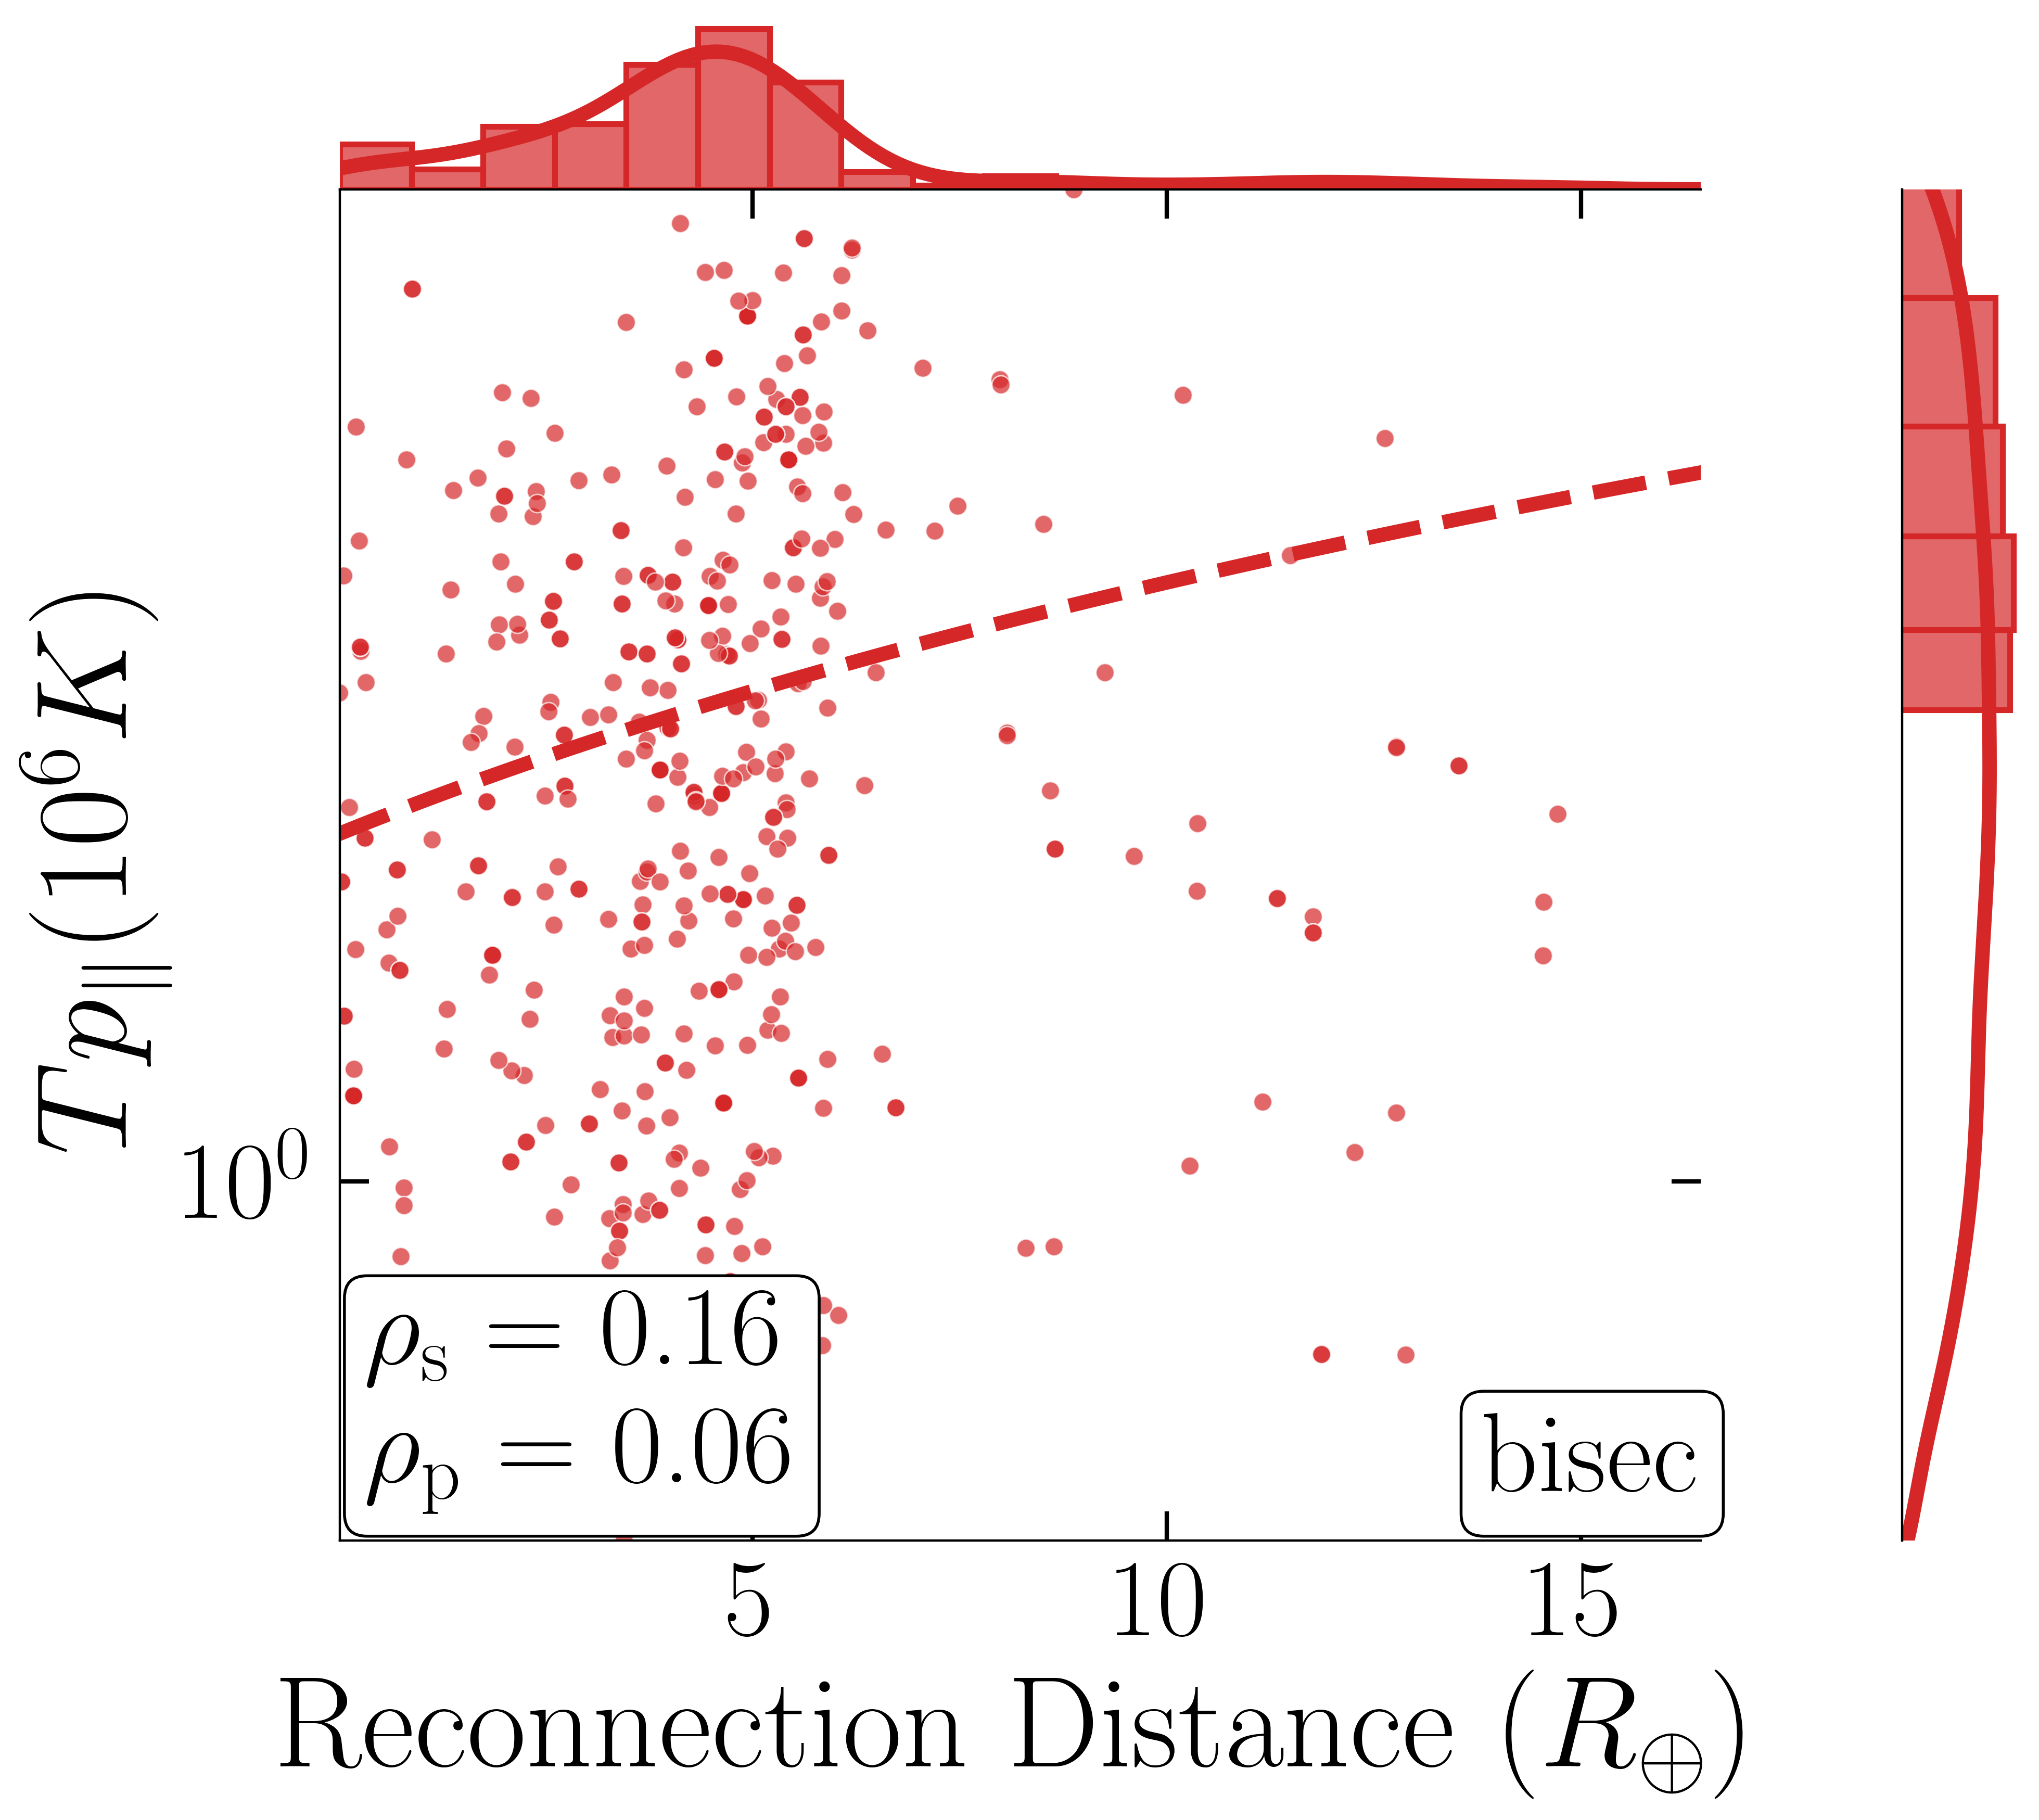 Tp∥(10⁶K)
10⁰
ρs = 0.16
ρp = 0.06
bisec
5 10 15
Reconnection Distance (R⊕)